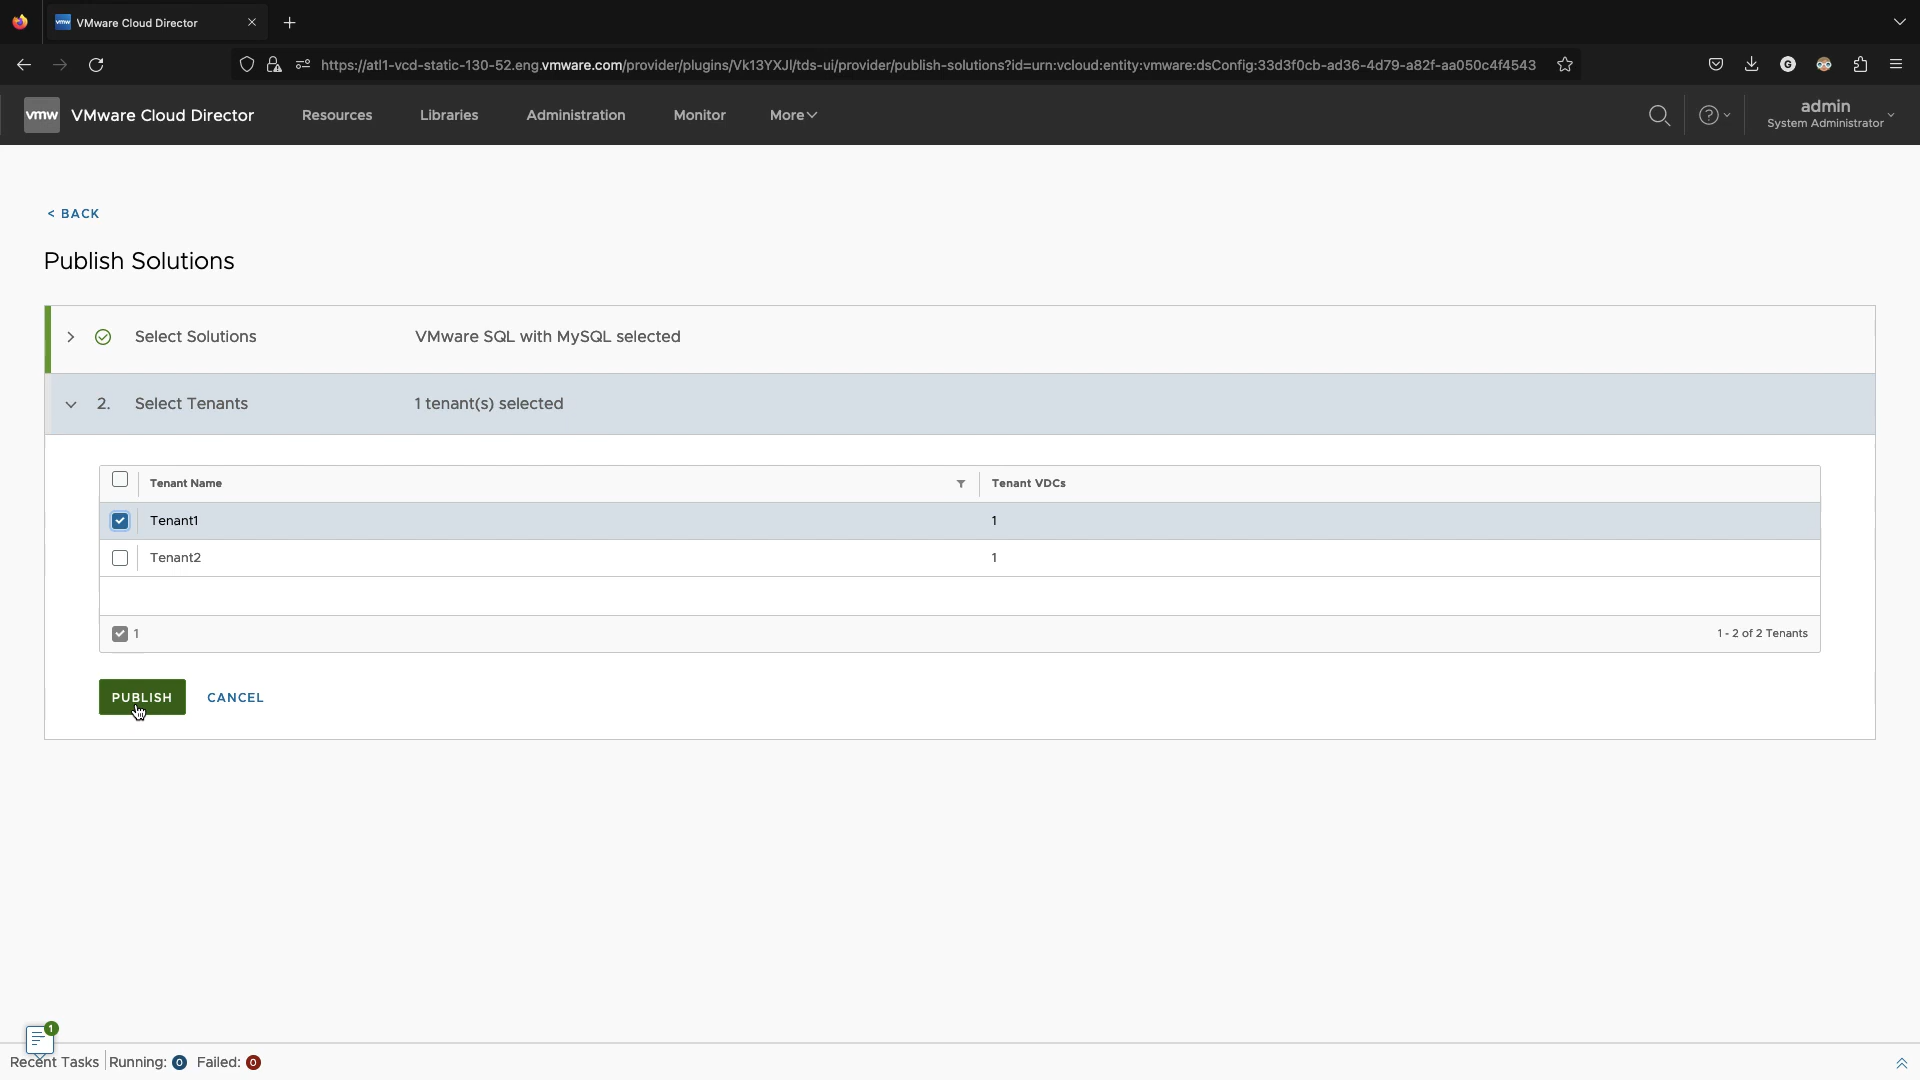 VMware Cloud Director
https://atl1-vcd-static-130-52.eng.vmware.com/provider/plugins/Vk13YXJl/tds-ui/provider/publish-solutions?id=urn:vcloud:entity:vmware:dsConfig:33d3f0cb-ad36-4d79-a82f-aa050c4f4543
G
vmw VMware Cloud Director Resources Libraries Administration Monitor More
admin
System Administrator
< BACK
Publish Solutions
Select Solutions VMware SQL with MySQL selected
2. Select Tenants 1 tenant(s) selected
Tenant Name Tenant VDCs
Tenant1 1
Tenant2 1
1 1 - 2 of 2 Tenants
PUBLISH CANCEL
1
Recent Tasks Running: 0 Failed: 0